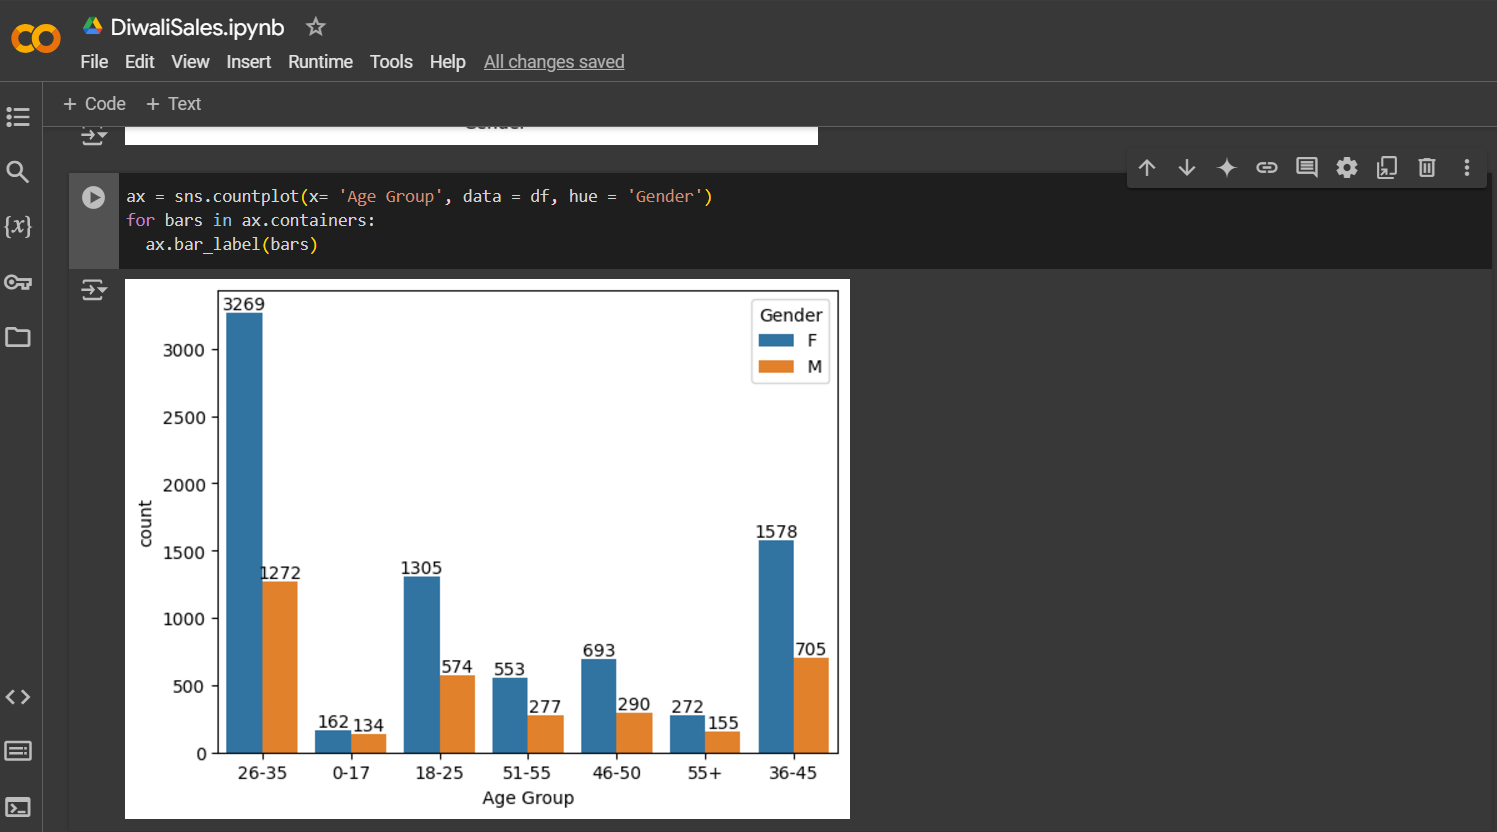 DiwaliSales.ipynb
File Edit View Insert Runtime Tools Help All changes saved
+ Code + Text
Gender
ax = sns.countplot(x= 'Age Group', data = df, hue = 'Gender')
for bars in ax.containers:
  ax.bar_label(bars)
3269
Gender
F
M
3000
2500
2000
1500
1000
500
0
count
1272
162
134
1305
574
553
277
693
290
272
155
1578
705
26-35 0-17 18-25 51-55 46-50 55+ 36-45
Age Group
{x}